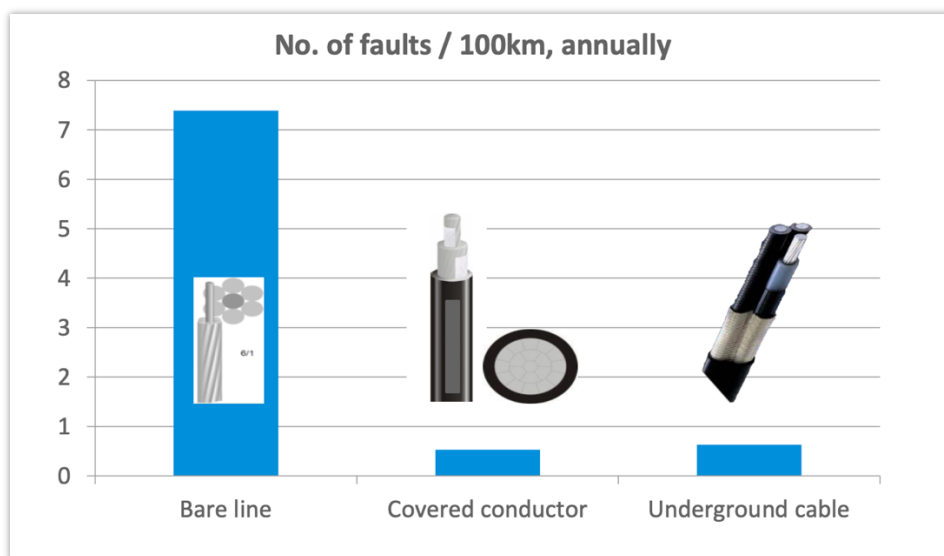 No. of faults / 100km, annually
8
7
6
5
4
3
2
1
0
6/1
Bare line
Covered conductor
Underground cable